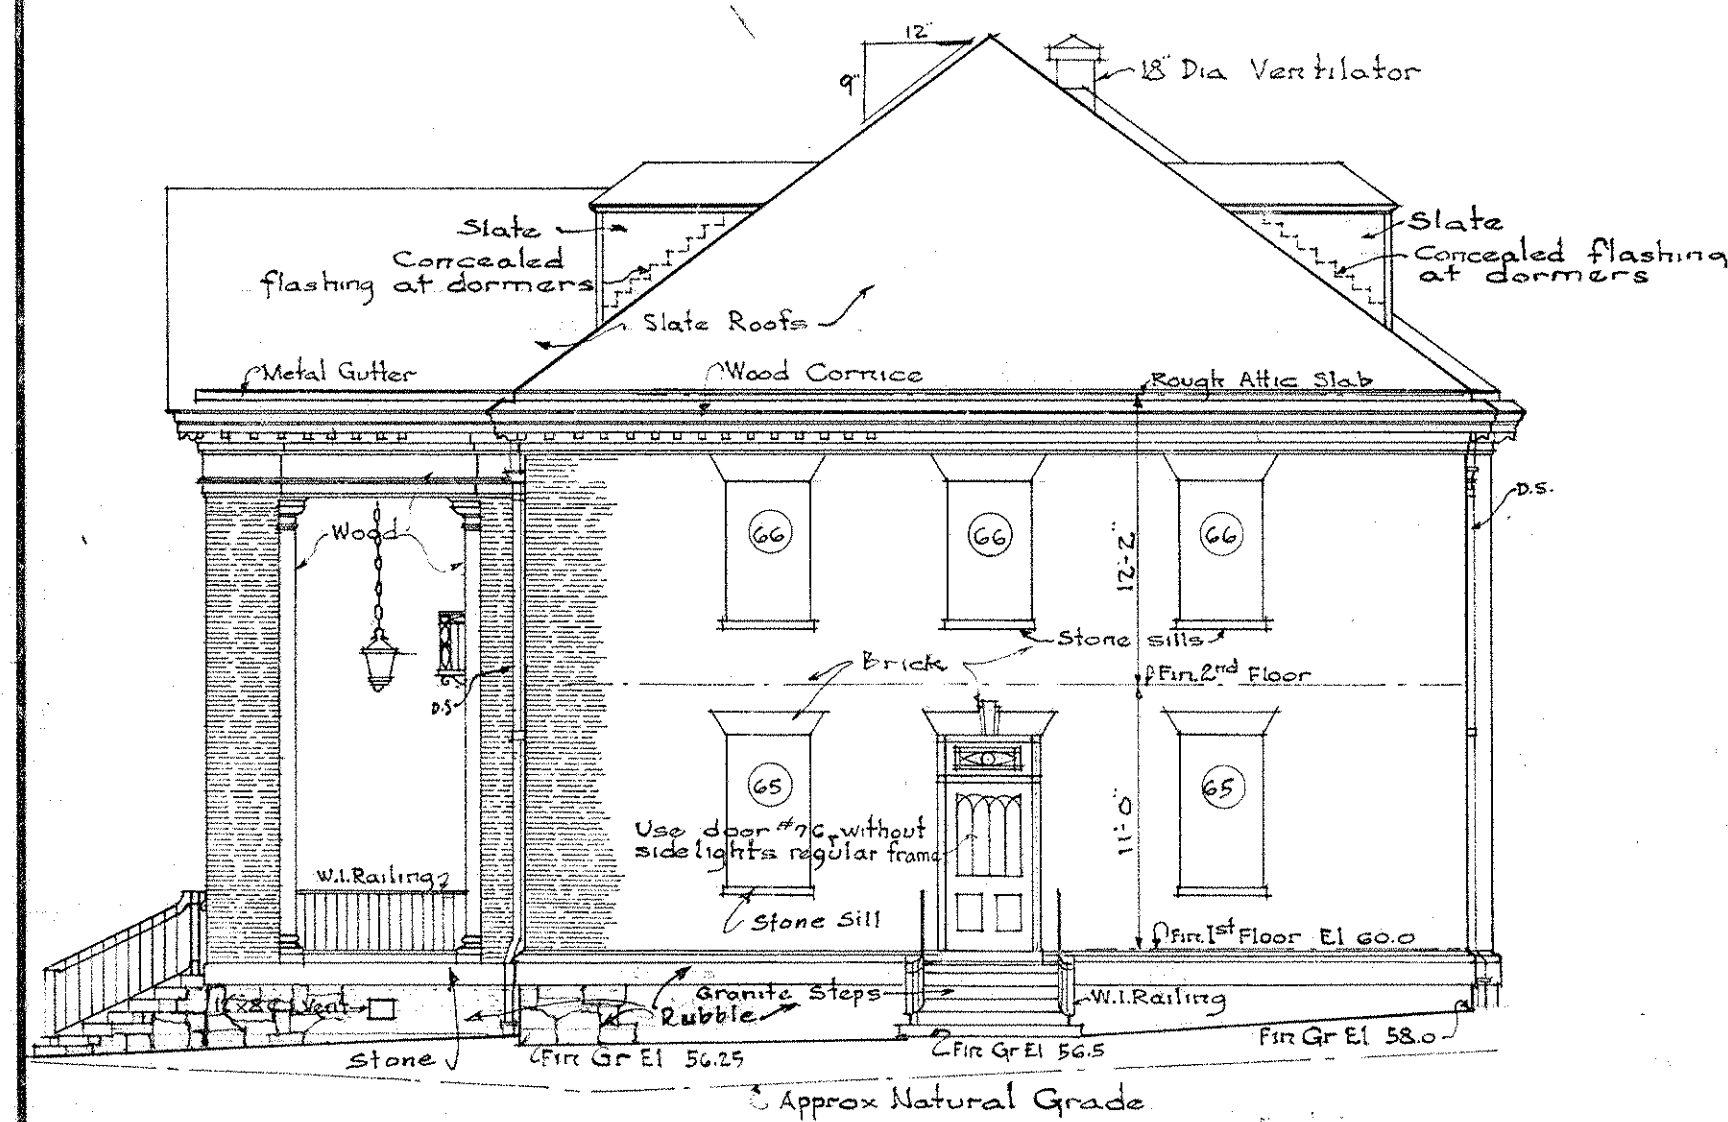 12"
9"
18" Dia Ventilator
Slate
Concealed
flashing at dormers
Slate
Concealed flashing
at dormers
Slate Roofs
Metal Gutter
Wood Cornice
Rough Attic Slab
D.S.
66
66
66
Wood
12'-2"
Stone sills
Brick
Fin. 2nd Floor
D.S.
65
65
Use door #76, without
side lights regular frame
11'-0"
W.I. Railing
Stone Sill
Fin. 1st Floor El 60.0
Vent
Granite Steps
Rubble
W.I. Railing
Stone
Fin Gr El 56.25
Fin Gr El 56.5
Fin Gr El 58.0
Approx Natural Grade